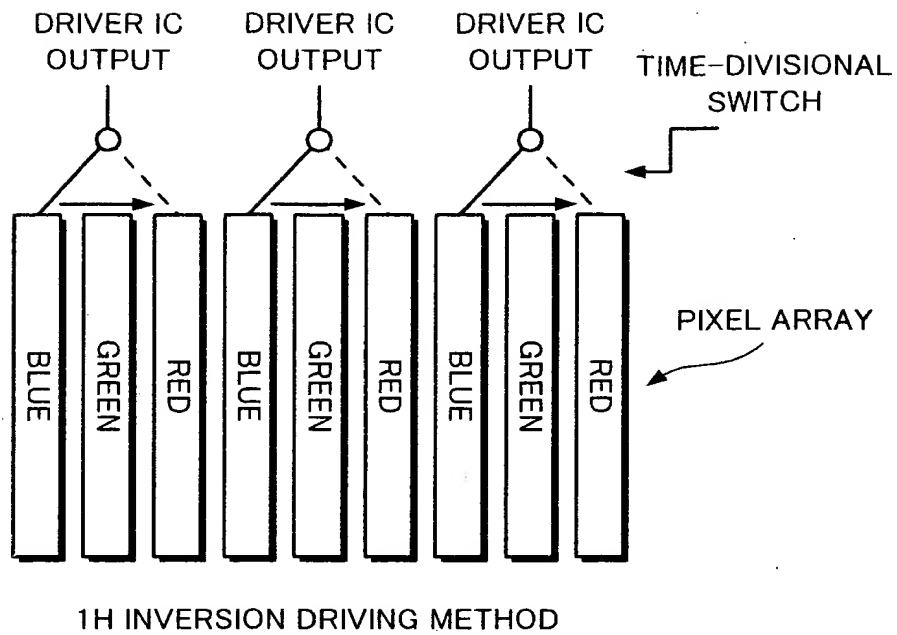 DRIVER IC
OUTPUT
DRIVER IC
OUTPUT
DRIVER IC
OUTPUT
TIME-DIVISIONAL
SWITCH
BLUE
GREEN
RED
BLUE
GREEN
RED
BLUE
GREEN
RED
PIXEL ARRAY
1H INVERSION DRIVING METHOD